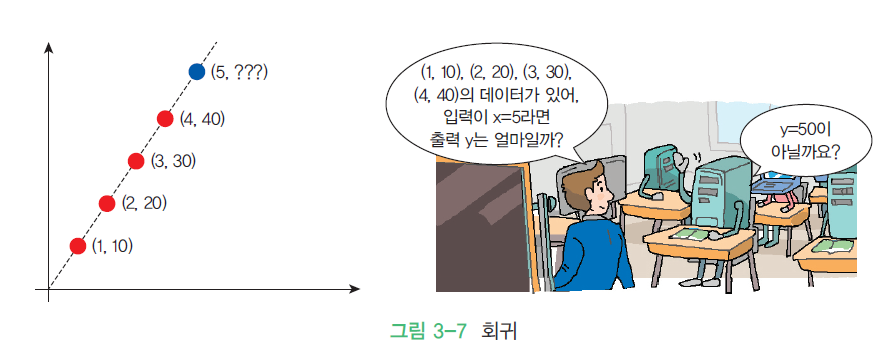 (5, ???)
(4, 40)
(3, 30)
(2, 20)
(1, 10)
(1, 10), (2, 20), (3, 30),
(4, 40)의 데이터가 있어,
입력이 x=5라면
출력 y는 얼마일까?
y=50이
아닐까요?
그림 3-7 회귀